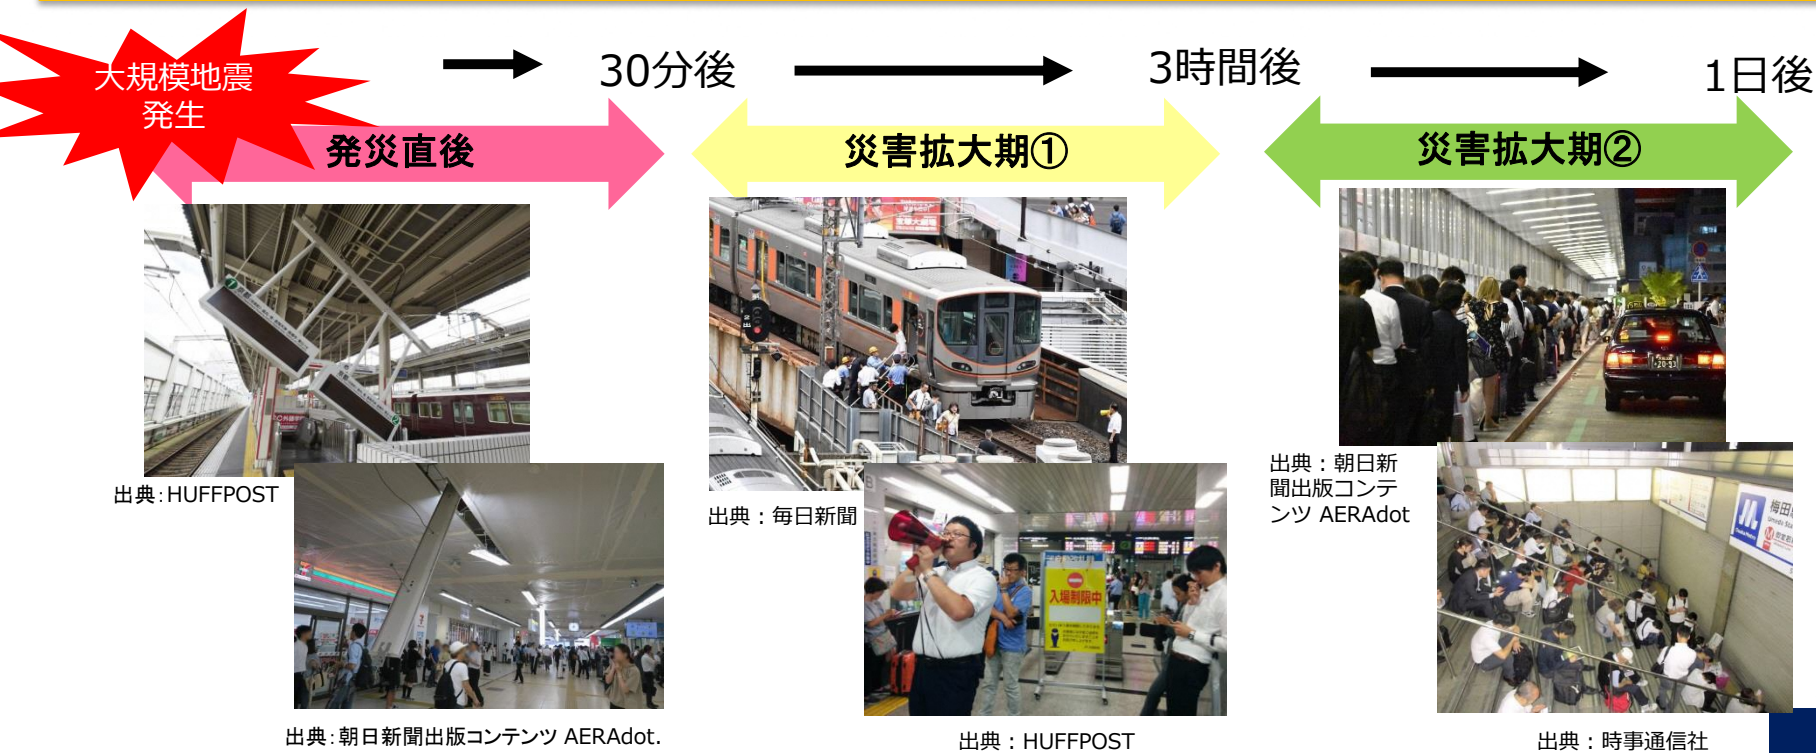 大規模地震
発生
30分後
3時間後
1日後
発災直後
災害拡大期①
災害拡大期②
出典：HUFFPOST
出典：毎日新聞
出典：朝日新
聞出版コンテ
ンツ AERAdot
入場制限中
梅田
出典：朝日新聞出版コンテンツ AERAdot.
出典：HUFFPOST
出典：時事通信社